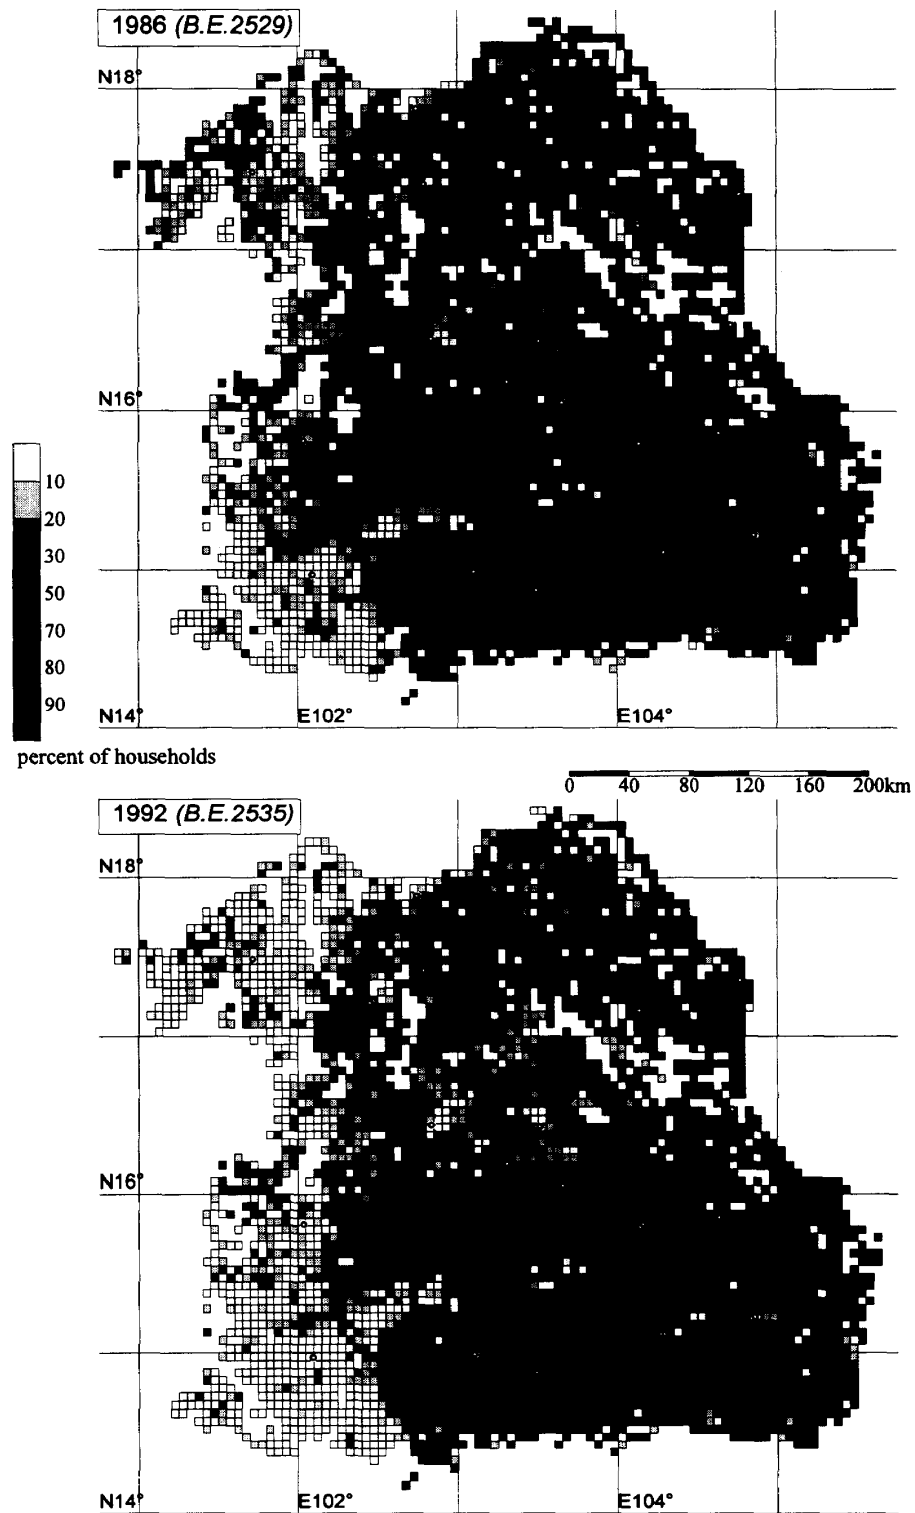 1986 (B.E.2529)
N18°
N16°
10
20
30
50
70
80
90
N14°
E102°
E104°
percent of households
0 40 80 120 160 200km
1992 (B.E.2535)
N18°
N16°
N14°
E102°
E104°